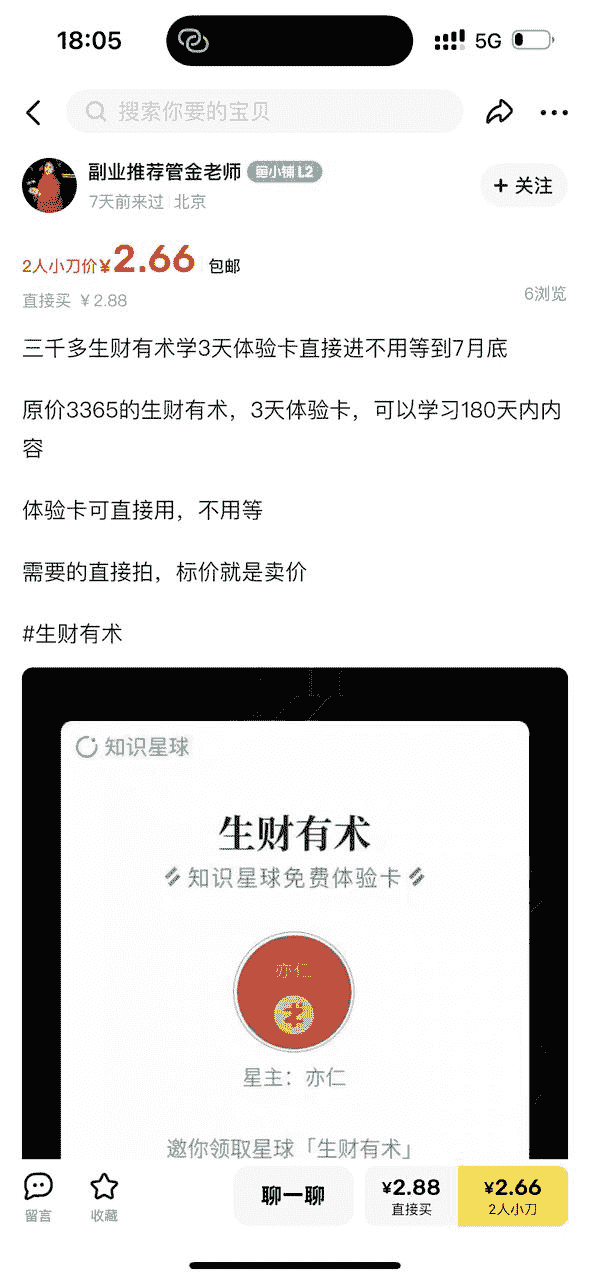 18:05
5G
搜索你要的宝贝
副业推荐管金老师
小铺 L2
7天前来过 北京
+ 关注
2人小刀价¥2.66 包邮
直接买 ¥2.88
6浏览
三千多生财有术学3天体验卡直接进不用等到7月底
原价3365的生财有术，3天体验卡，可以学习180天内内
容
体验卡可直接用，不用等
需要的直接拍，标价就是卖价
#生财有术
知识星球
生财有术
知识星球免费体验卡
亦仁
星主：亦仁
邀你领取星球「生财有术」
留言
收藏
聊一聊
¥2.88
直接买
¥2.66
2人小刀